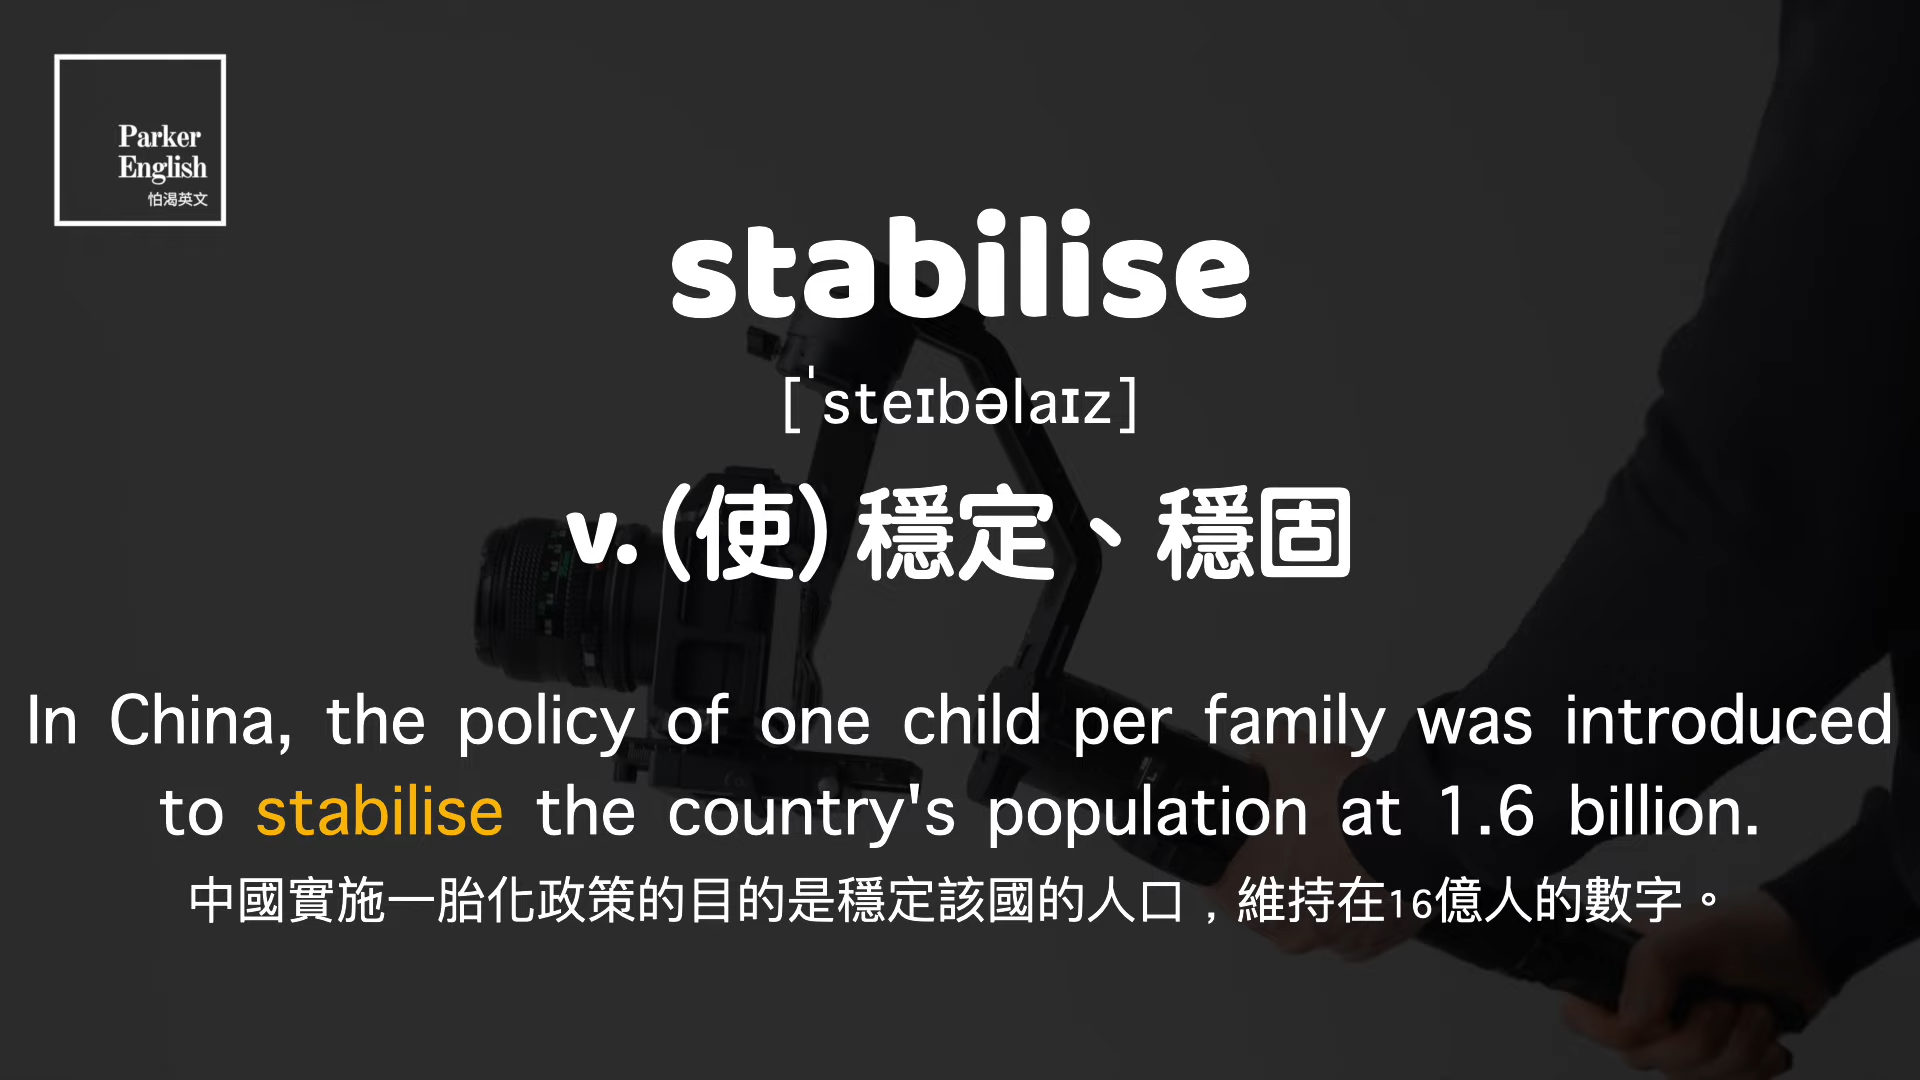 Parker
English
怕渴英文
stabilise
[ˈsteɪbəlaɪz]
v. (使) 穩定、穩固
In China, the policy of one child per family was introduced
to stabilise the country's population at 1.6 billion.
中國實施一胎化政策的目的是穩定該國的人口，維持在16億人的數字。